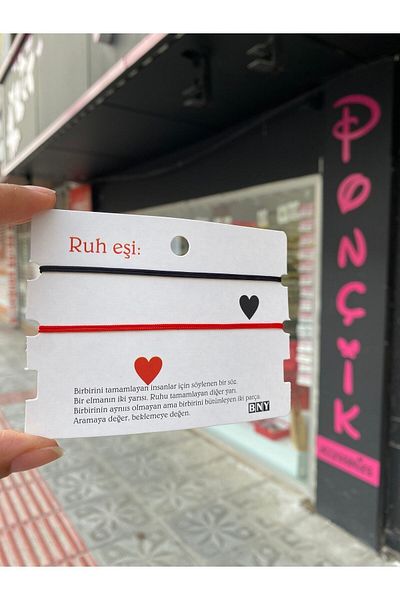 Ruh eşi:
Birbirini tamamlayan insanlar için söylenen bir söz.
Bir elmanın iki yarısı. Ruhu tamamlayan diğer yarı.
Birbirinin aynısı olmayan ama birbirini bütünleyen iki parça.
Aramaya değer, beklemeye değen.
BNY
PONÇİK